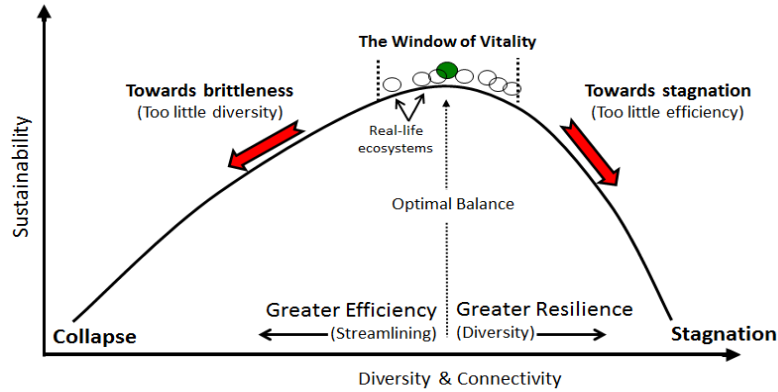 The Window of Vitality
Towards brittleness
(Too little diversity)
Towards stagnation
(Too little efficiency)
Real-life
ecosystems
Sustainability
Optimal Balance
Greater Efficiency
(Streamlining)
Greater Resilience
(Diversity)
Collapse
Stagnation
Diversity & Connectivity